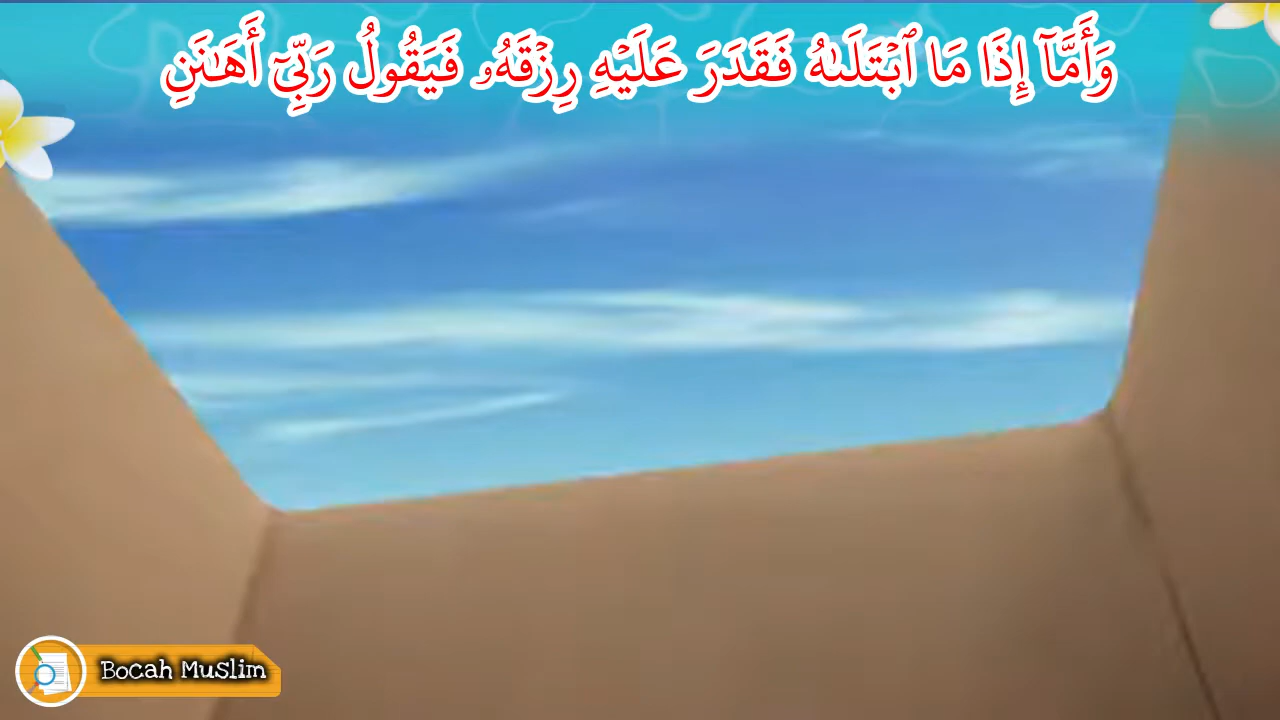 وَأَمَّآ إِذَا مَا ٱبْتَلَىٰهُ فَقَدَرَ عَلَيْهِ رِزْقَهُۥ فَيَقُولُ رَبِّىٓ أَهَـٰنَنِ
Bocah Muslim